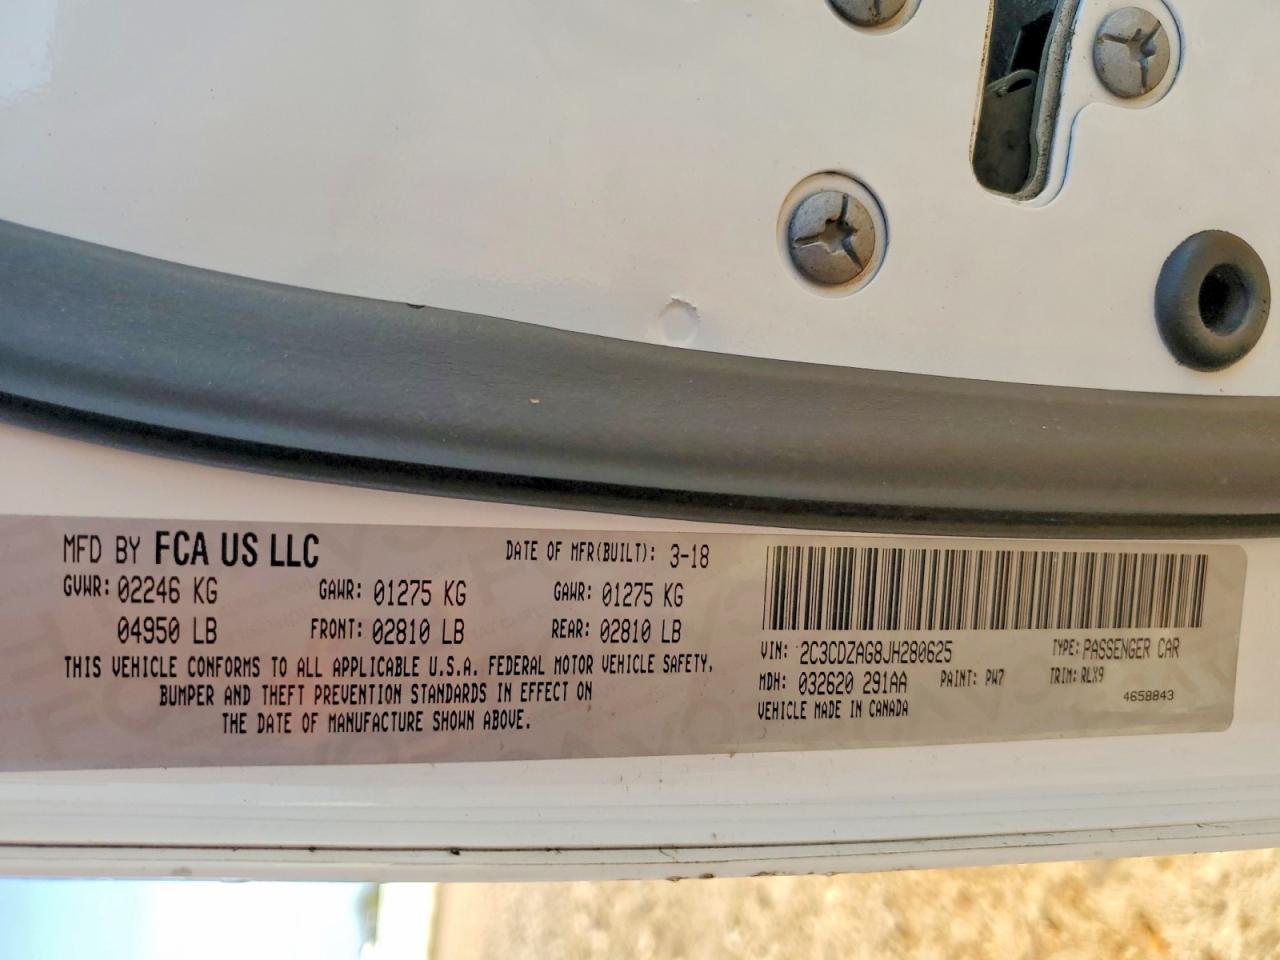 MFD BY FCA US LLC DATE OF MFR(BUILT): 3-18
GVWR: 02246 KG GAWR: 01275 KG GAWR: 01275 KG
04950 LB FRONT: 02810 LB REAR: 02810 LB
THIS VEHICLE CONFORMS TO ALL APPLICABLE U.S.A. FEDERAL MOTOR VEHICLE SAFETY,
BUMPER AND THEFT PREVENTION STANDARDS IN EFFECT ON
THE DATE OF MANUFACTURE SHOWN ABOVE.
VIN: 2C3CDZAG8JH280625 TYPE: PASSENGER CAR
MDH: 032620 291AA PAINT: PW7 TRIM: RLX9
VEHICLE MADE IN CANADA 4658843